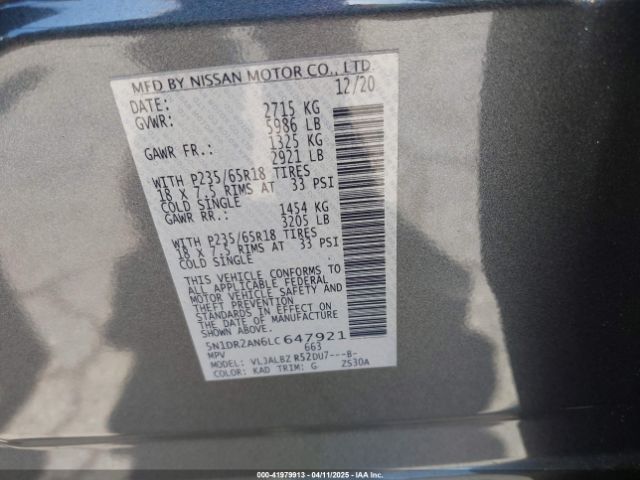 MFD BY NISSAN MOTOR CO., LTD.
DATE: 12/20
GVWR: 2715 KG
5986 LB
GAWR FR.: 1325 KG
2921 LB
WITH P235/65R18 TIRES
18 X 7.5 RIMS AT 33 PSI
COLD SINGLE
GAWR RR.: 1454 KG
3205 LB
WITH P235/65R18 TIRES
18 X 7.5 RIMS AT 33 PSI
COLD SINGLE
THIS VEHICLE CONFORMS TO
ALL APPLICABLE FEDERAL
MOTOR VEHICLE SAFETY AND
THEFT PREVENTION
STANDARDS IN EFFECT ON
THE DATE OF MANUFACTURE
SHOWN ABOVE.
5N1DR2AN6LC647921
MPV 663
MODEL: VLJALBZ R52DU7---B-
COLOR: KAD TRIM: G ZS30A
000-41979913 - 04/11/2025 - IAA Inc.